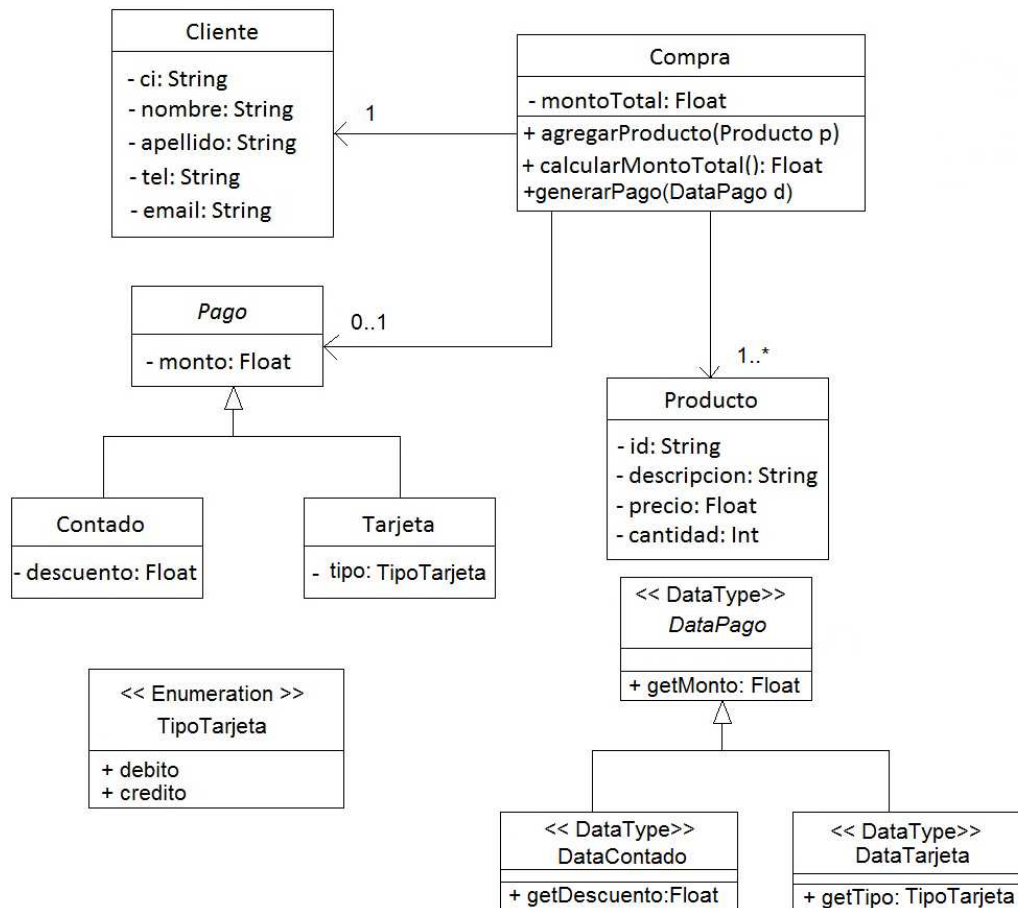 Cliente
- ci: String
- nombre: String
- apellido: String
- tel: String
- email: String
Compra
- montoTotal: Float
+ agregarProducto(Producto p)
+ calcularMontoTotal(): Float
+generarPago(DataPago d)
1
Pago
- monto: Float
0..1
1..*
Producto
- id: String
- descripcion: String
- precio: Float
- cantidad: Int
Contado
- descuento: Float
Tarjeta
- tipo: TipoTarjeta
<< DataType>>
DataPago
+ getMonto: Float
<< Enumeration >>
TipoTarjeta
+ debito
+ credito
<< DataType>>
DataContado
+ getDescuento:Float
<< DataType>>
DataTarjeta
+ getTipo: TipoTarjeta